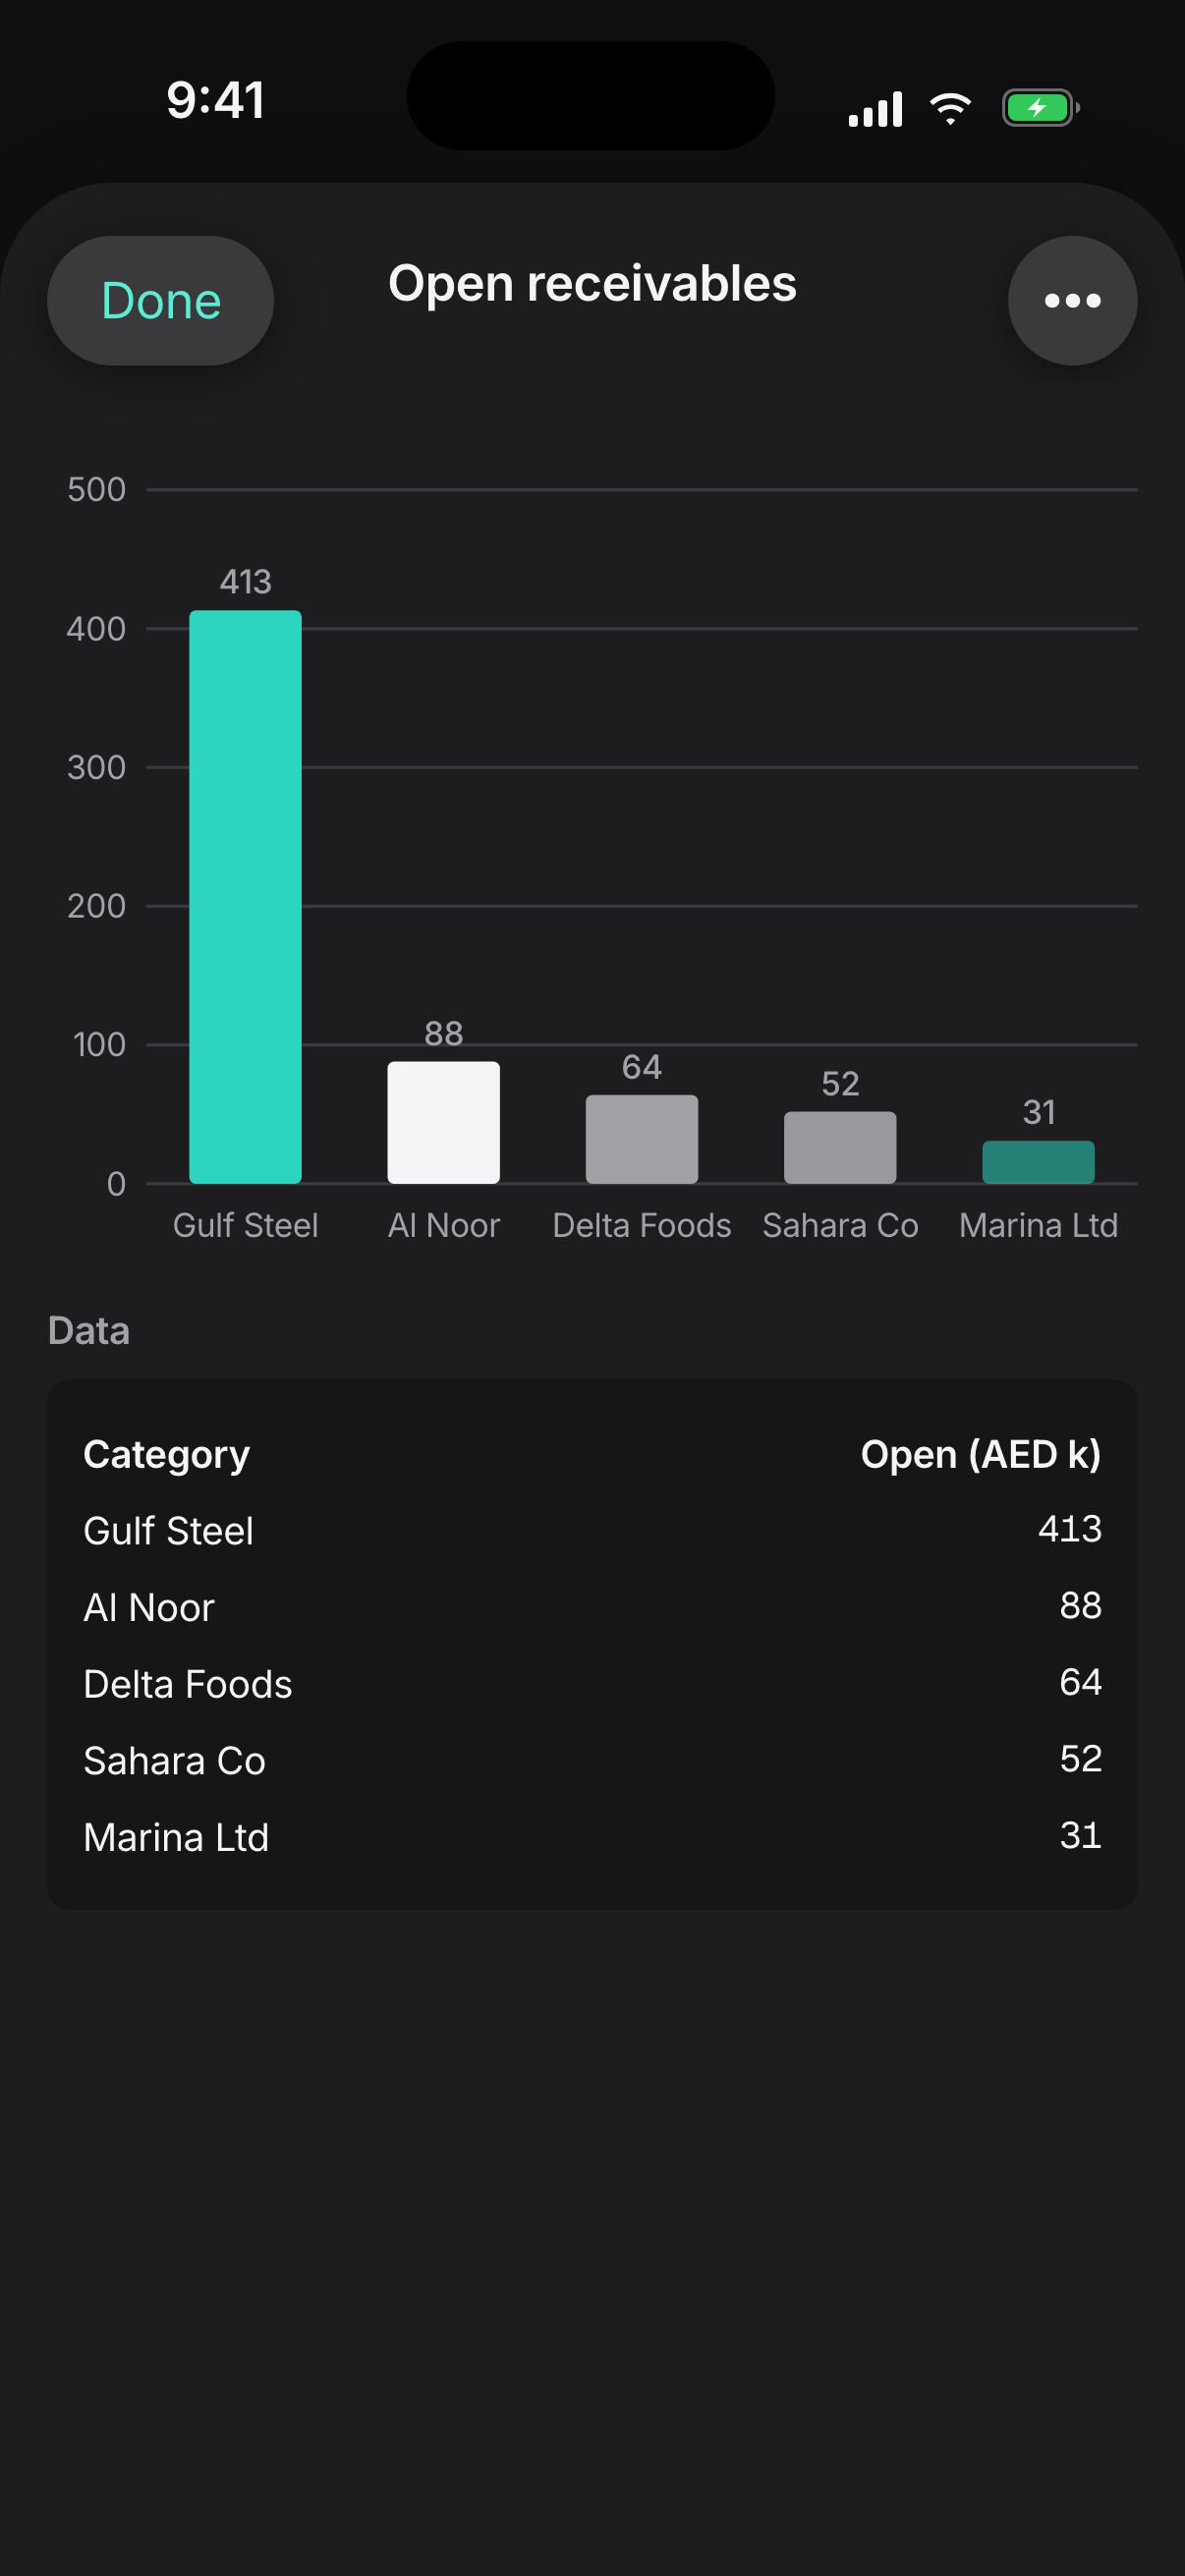 9:41
Done
Open receivables
500
413
400
300
200
100
88
64
52
31
0
Gulf Steel Al Noor Delta Foods Sahara Co Marina Ltd
Data
Category Open (AED k)
Gulf Steel 413
Al Noor 88
Delta Foods 64
Sahara Co 52
Marina Ltd 31